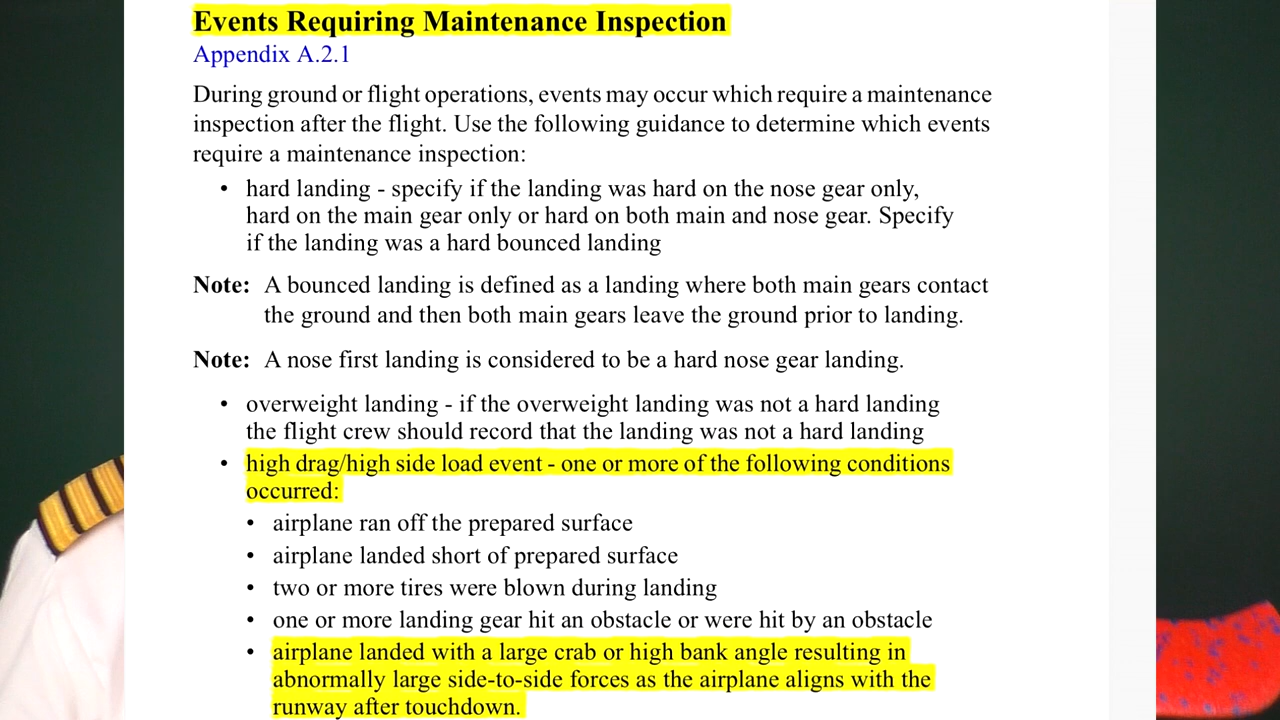 Events Requiring Maintenance Inspection
Appendix A.2.1
During ground or flight operations, events may occur which require a maintenance
inspection after the flight. Use the following guidance to determine which events
require a maintenance inspection:
• hard landing - specify if the landing was hard on the nose gear only,
hard on the main gear only or hard on both main and nose gear. Specify
if the landing was a hard bounced landing
Note: A bounced landing is defined as a landing where both main gears contact
the ground and then both main gears leave the ground prior to landing.
Note: A nose first landing is considered to be a hard nose gear landing.
• overweight landing - if the overweight landing was not a hard landing
the flight crew should record that the landing was not a hard landing
• high drag/high side load event - one or more of the following conditions
occurred:
• airplane ran off the prepared surface
• airplane landed short of prepared surface
• two or more tires were blown during landing
• one or more landing gear hit an obstacle or were hit by an obstacle
• airplane landed with a large crab or high bank angle resulting in
abnormally large side-to-side forces as the airplane aligns with the
runway after touchdown.